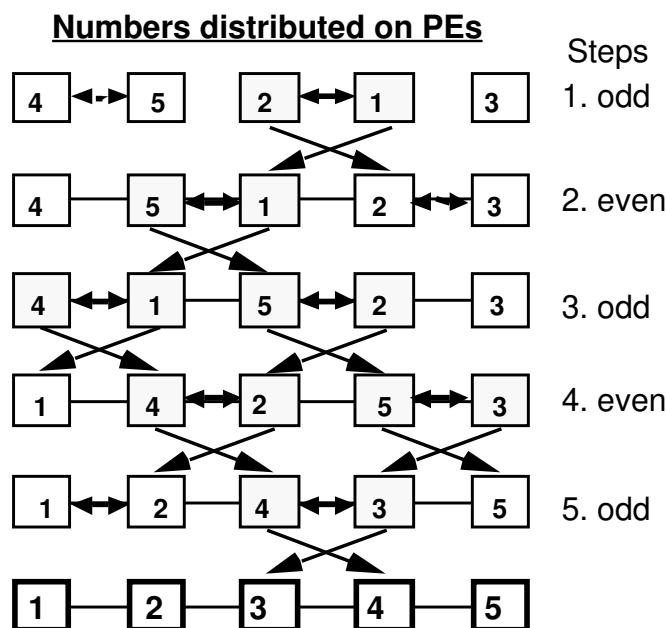 Numbers distributed on PEs
Steps
4 5 2 1 3 1. odd
4 5 1 2 3 2. even
4 1 5 2 3 3. odd
1 4 2 5 3 4. even
1 2 4 3 5 5. odd
1 2 3 4 5